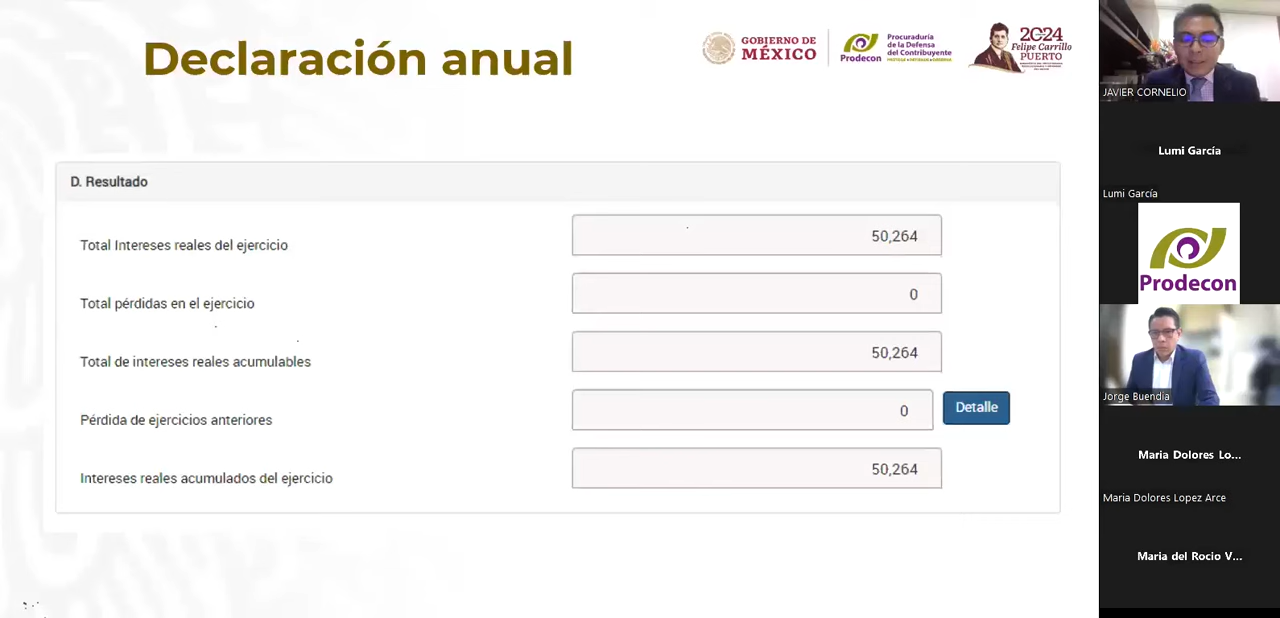 Declaración anual
GOBIERNO DE
MÉXICO
Prodecon
Procuraduría
de la Defensa
del Contribuyente
2024
Felipe Carrillo
PUERTO
D. Resultado
Total Intereses reales del ejercicio
50,264
Total pérdidas en el ejercicio
0
Total de intereses reales acumulables
50,264
Pérdida de ejercicios anteriores
0
Detalle
Intereses reales acumulados del ejercicio
50,264
JAVIER CORNELIO
Lumi García
Lumi García
Prodecon
Jorge Buendía
Maria Dolores Lo...
Maria Dolores Lopez Arce
Maria del Rocio V...